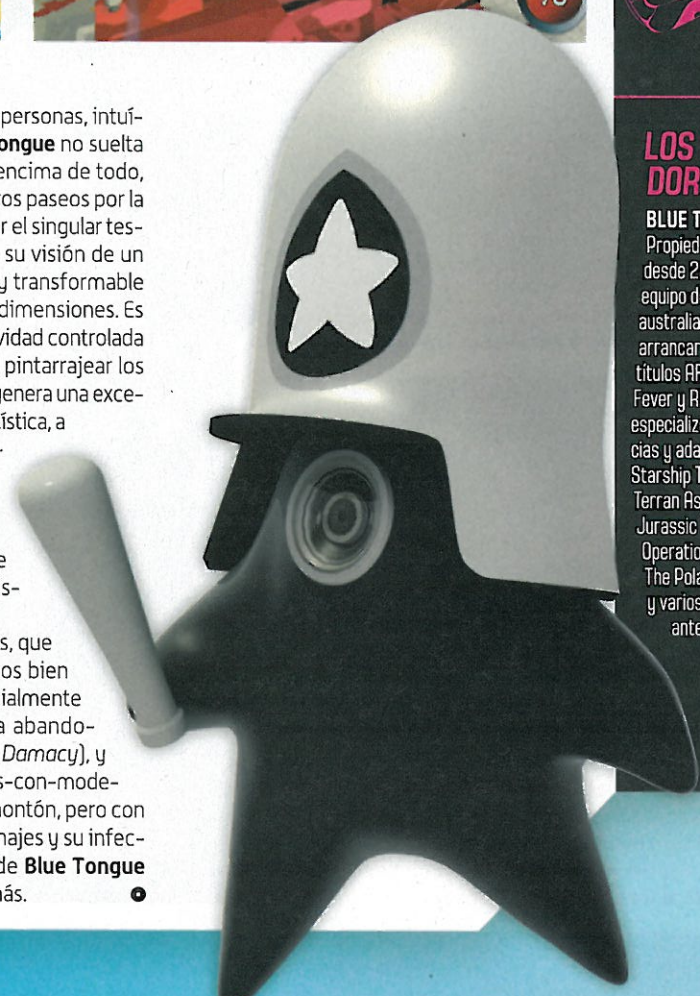 personas, intuí-
ongue no suelta
encima de todo,
ros paseos por la
r el singular tes-
su visión de un
y transformable
dimensiones. Es
vidad controlada
pintarrajear los
genera una exce-
ística, a
e
s-
s, que
os bien
ialmente
a abando-
Damacy), y
s-con-mode-
montón, pero con
najes y su infec-
de Blue Tongue
más.
LOS
DOR
BLUE T
Propied
desde 2
equipo d
australia
arrancar
títulos AF
Fever y R
especializ
cias y ada
Starship T
Terran As
Jurassic
Operatio
The Pola
y varios
ante